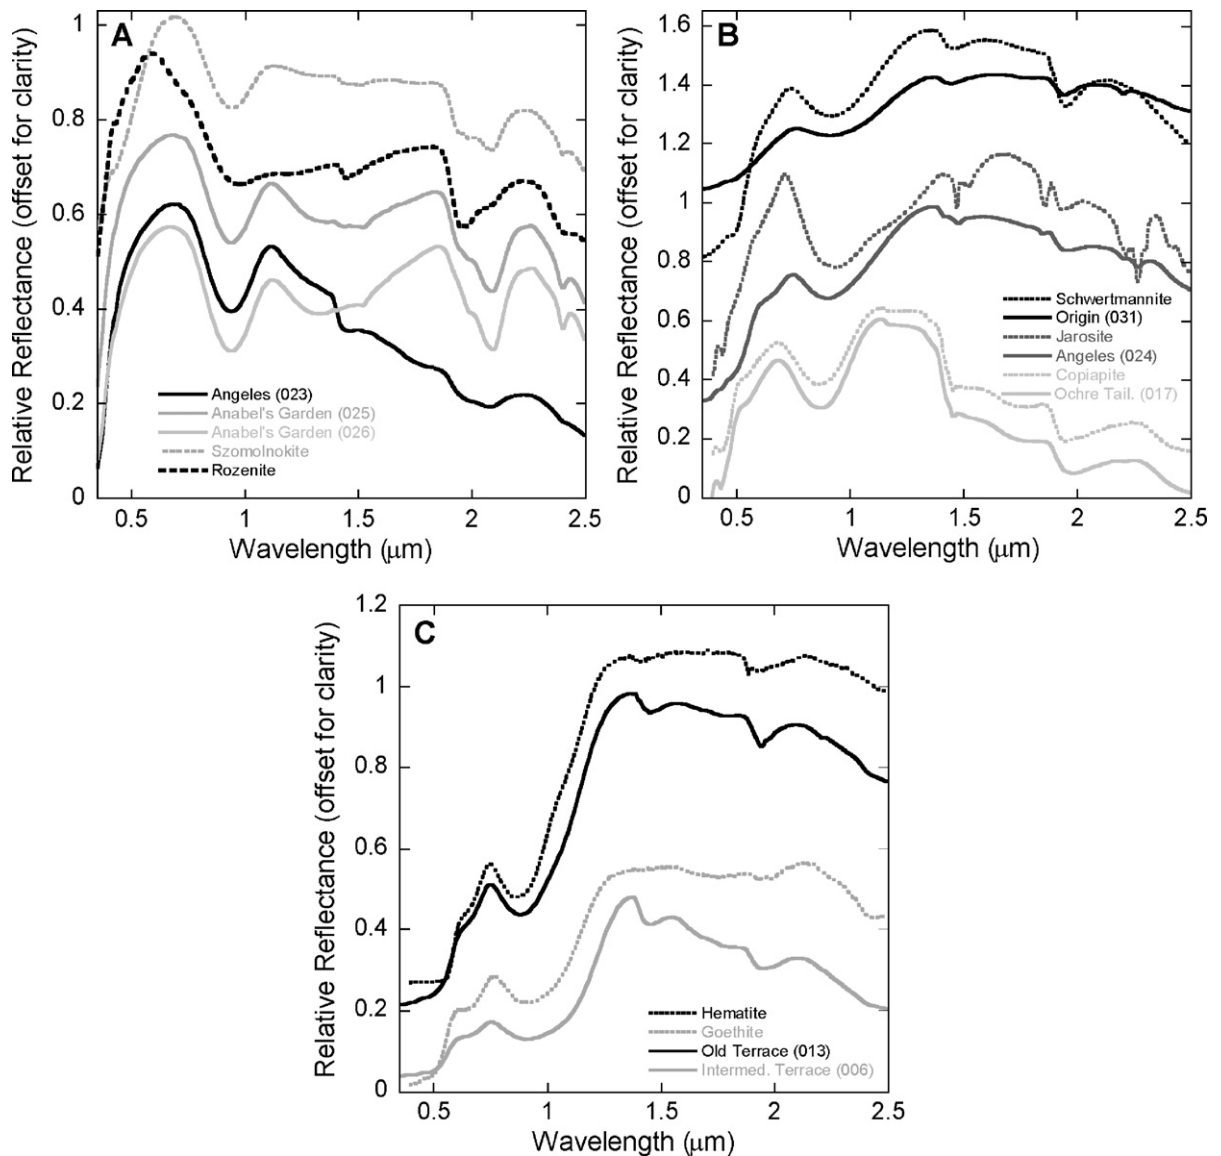 A
Relative Reflectance (offset for clarity)
1
0.8
0.6
0.4
0.2
0
Angeles (023)
Anabel's Garden (025)
Anabel's Garden (026)
Szomolnokite
Rozenite
0.5
1
1.5
2
2.5
Wavelength (μm)
B
Relative Reflectance (offset for clarity)
1.6
1.4
1.2
1
0.8
0.6
0.4
0.2
0
Schwertmannite
Origin (031)
Jarosite
Angeles (024)
Copiapite
Ochre Tail. (017)
0.5
1
1.5
2
2.5
Wavelength (μm)
C
Relative Reflectance (offset for clarity)
1.2
1
0.8
0.6
0.4
0.2
0
Hematite
Goethite
Old Terrace (013)
Intermed. Terrace (006)
0.5
1
1.5
2
2.5
Wavelength (μm)